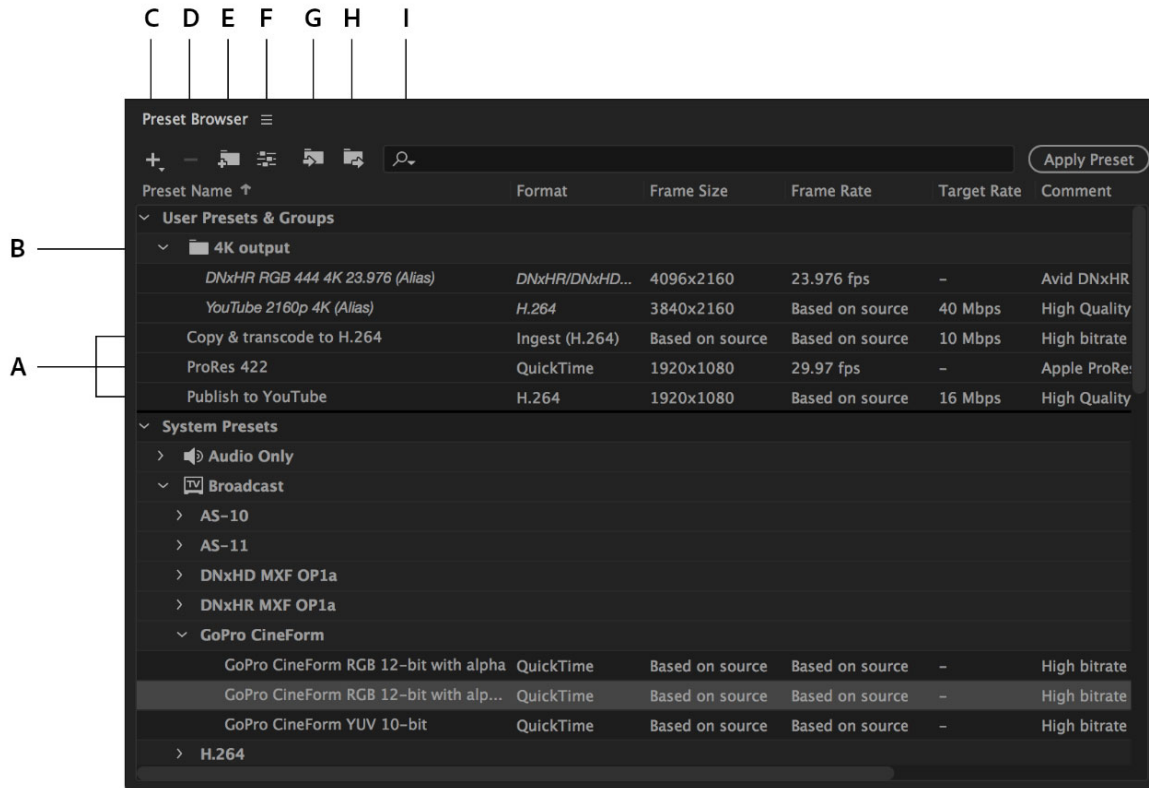 C D E F G H I
Preset Browser
Apply Preset
Preset Name Format Frame Size Frame Rate Target Rate Comment
User Presets & Groups
B
4K output
DNxHR RGB 444 4K 23.976 (Alias) DNxHR/DNxHD... 4096x2160 23.976 fps – Avid DNxHR
YouTube 2160p 4K (Alias) H.264 3840x2160 Based on source 40 Mbps High Quality
Copy & transcode to H.264 Ingest (H.264) Based on source Based on source 10 Mbps High bitrate
A
ProRes 422 QuickTime 1920x1080 29.97 fps – Apple ProRes
Publish to YouTube H.264 1920x1080 Based on source 16 Mbps High Quality
System Presets
Audio Only
TV Broadcast
AS-10
AS-11
DNxHD MXF OP1a
DNxHR MXF OP1a
GoPro CineForm
GoPro CineForm RGB 12-bit with alpha QuickTime Based on source Based on source – High bitrate
GoPro CineForm RGB 12-bit with alp... QuickTime Based on source Based on source – High bitrate
GoPro CineForm YUV 10-bit QuickTime Based on source Based on source – High bitrate
H.264